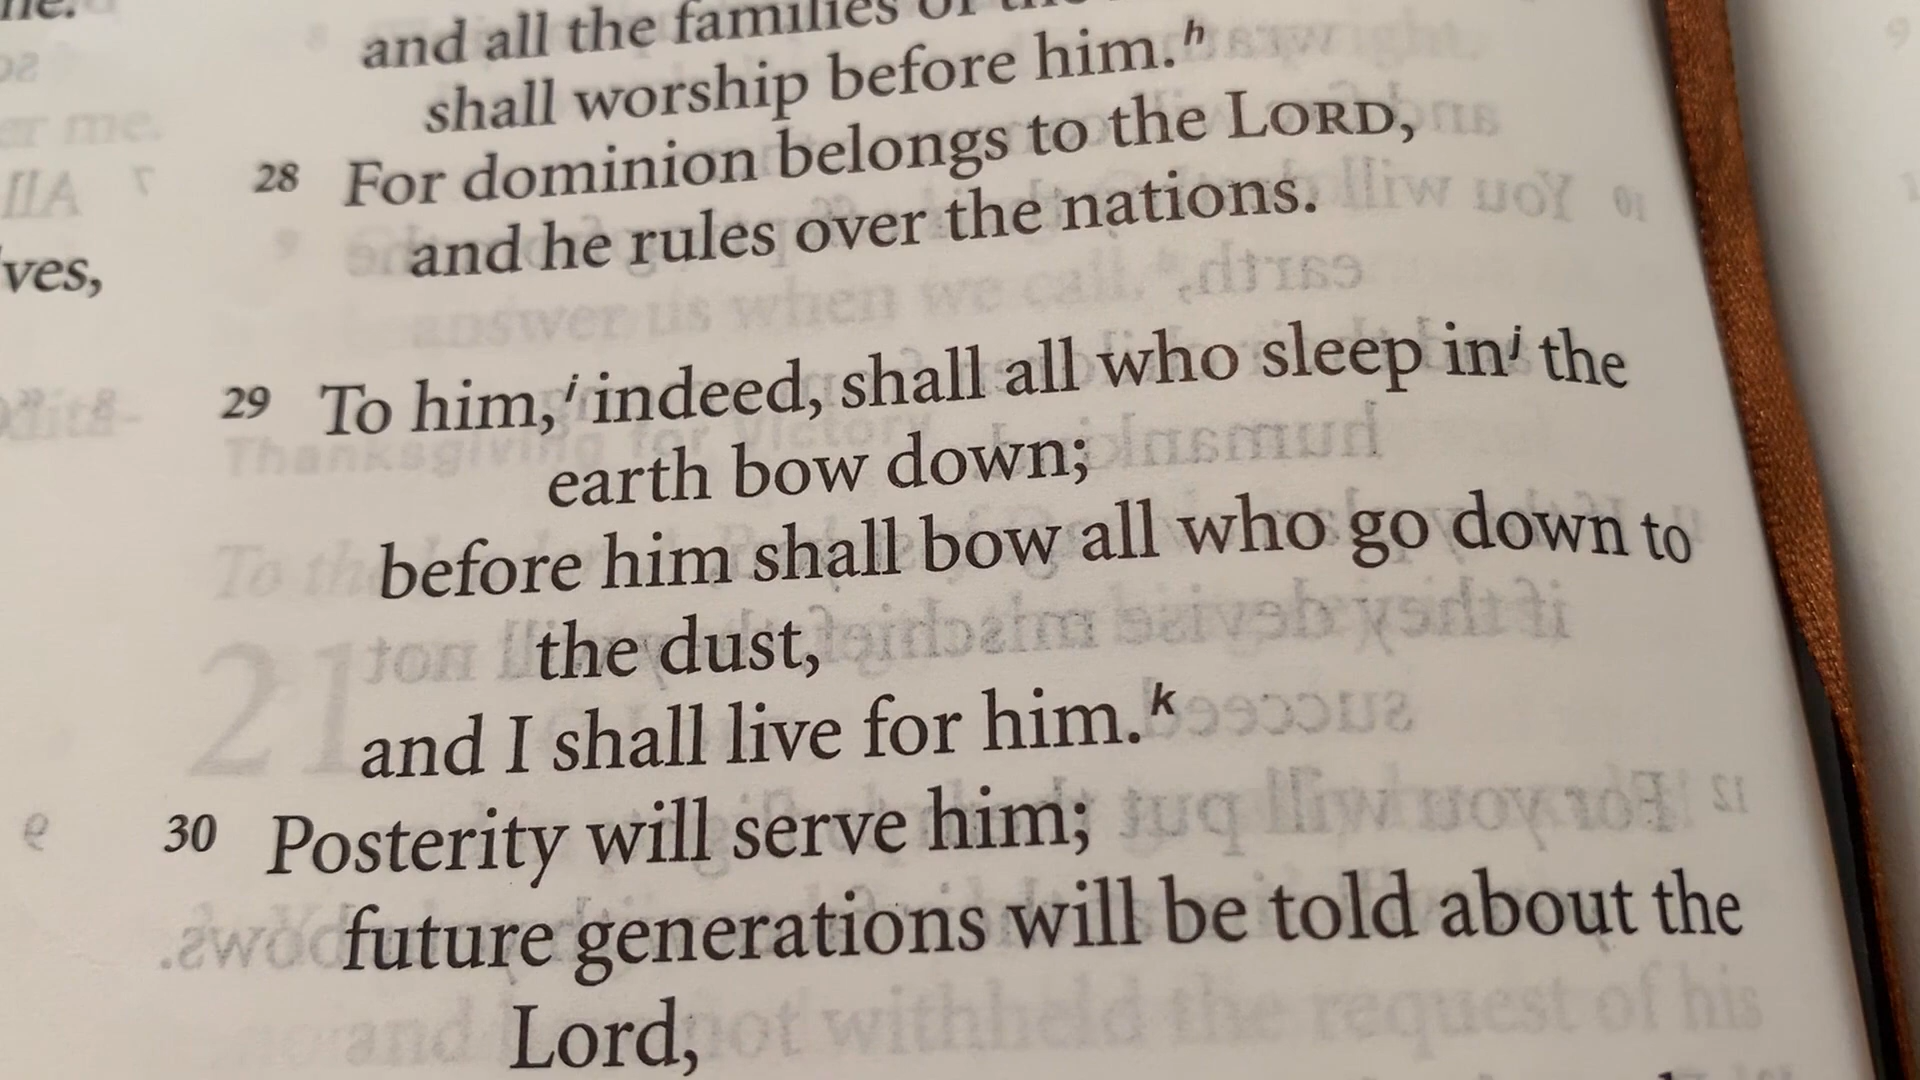 and all the families of
shall worship before him.h
28 For dominion belongs to the LORD,
and he rules over the nations.
29 To him,i indeed, shall all who sleep inj the
earth bow down;
before him shall bow all who go down to
the dust,
and I shall live for him.k
30 Posterity will serve him;
future generations will be told about the
Lord,
ves,